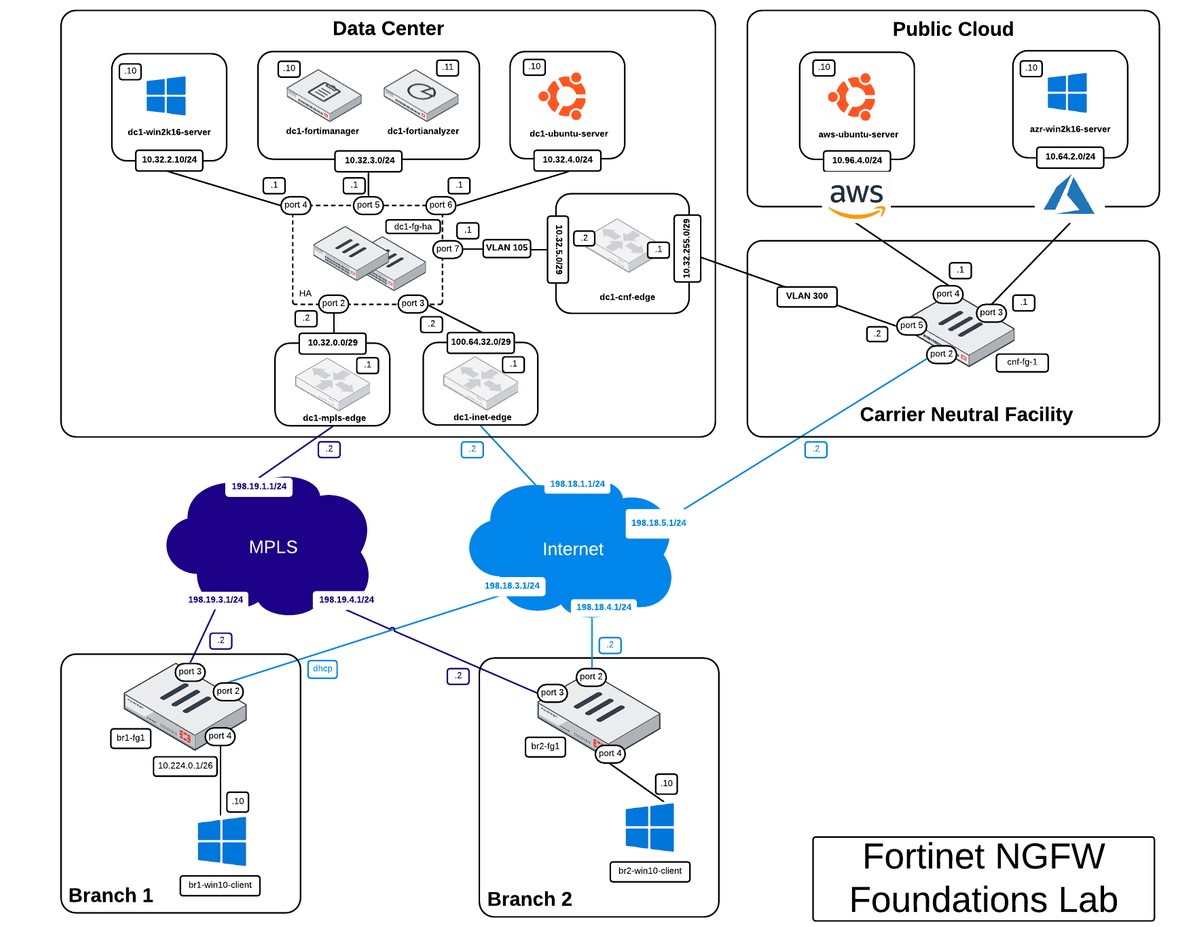 Data Center
.10
dc1-win2k16-server
10.32.2.10/24
.10
.11
dc1-fortimanager
dc1-fortianalyzer
10.32.3.0/24
.10
dc1-ubuntu-server
10.32.4.0/24
.1
.1
.1
port 4
port 5
port 6
dc1-fg-ha
.1
port 7
VLAN 105
10.32.5.0/29
.2
.1
10.32.255.0/29
dc1-cnf-edge
HA
port 2
port 3
.2
.2
10.32.0.0/29
100.64.32.0/29
.1
.1
dc1-mpls-edge
dc1-inet-edge
Public Cloud
.10
aws-ubuntu-server
10.96.4.0/24
aws
.10
azr-win2k16-server
10.64.2.0/24
VLAN 300
.1
port 4
.1
port 3
port 5
.2
port 2
cnf-fg-1
Carrier Neutral Facility
.2
.2
.2
198.19.1.1/24
MPLS
198.19.3.1/24
198.19.4.1/24
198.18.1.1/24
198.18.5.1/24
Internet
198.18.3.1/24
198.18.4.1/24
.2
dhcp
.2
.2
port 3
port 2
br1-fg1
port 4
10.224.0.1/26
.10
br1-win10-client
Branch 1
port 2
port 3
br2-fg1
port 4
.10
br2-win10-client
Branch 2
Fortinet NGFW
Foundations Lab